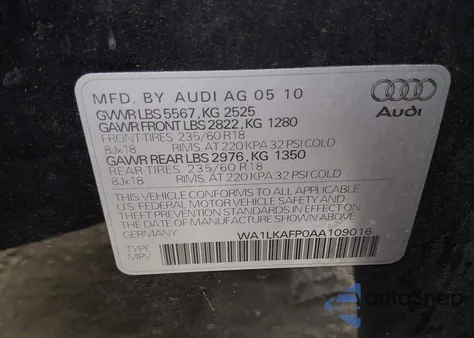 MFD. BY AUDI AG 05 10
GVWR LBS 5567, KG 2525
GAWR FRONT LBS 2822, KG 1280
FRONT-TIRES. 235/60 R18
8Jx18 RIMS, AT 220 KPA 32 PSI COLD
GAWR REAR LBS 2976, KG 1350
REAR-TIRES. 235/60 R18
8Jx18 RIMS, AT 220 KPA 32 PSI COLD
Audi
THIS VEHICLE CONFORMS TO ALL APPLICABLE
U.S. FEDERAL MOTOR VEHICLE SAFETY AND
THEFT PREVENTION STANDARDS IN EFFECT ON
THE DATE OF MANUFACTURE SHOWN ABOVE.
GERMANY WA1LKAFP0AA109016
TYPE
MPV
AutoSnap